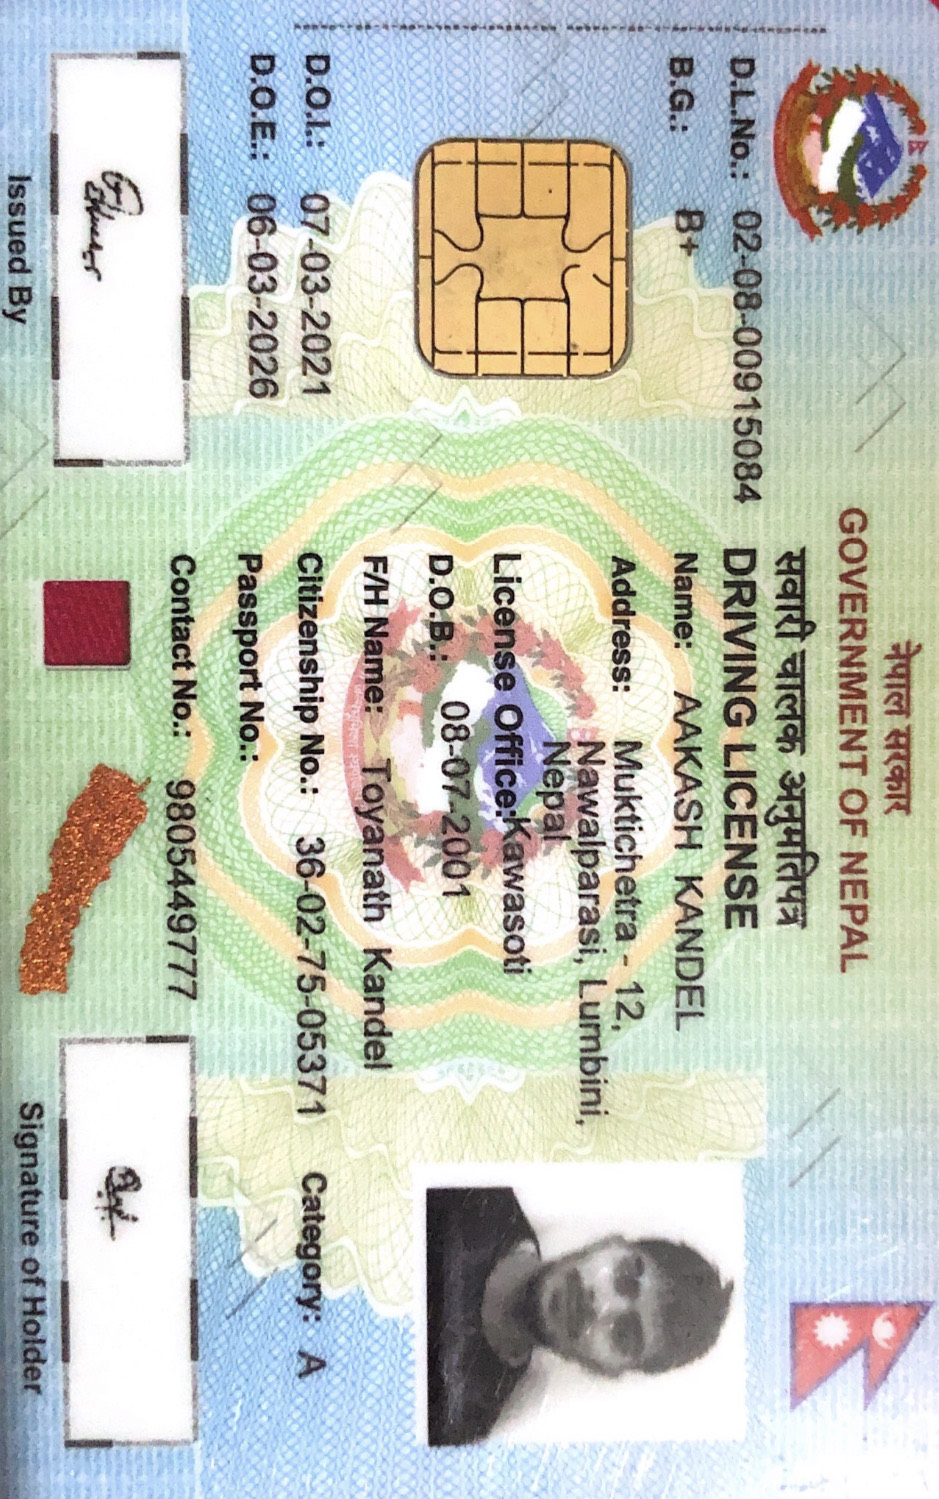 नेपाल सरकार
GOVERNMENT OF NEPAL
सवारी चालक अनुमतिपत्र
DRIVING LICENSE
D.L.No.: 02-08-00915084
B.G.: B+
Name: AAKASH KANDEL
Address: Muktichetra - 12,
Nawalparasi, Lumbini,
Nepal
License Office: Kawasoti
D.O.B.: 08-07-2001
F/H Name: Toyanath Kandel
Citizenship No.: 36-02-75-05371 Category: A
Passport No.:
Contact No.: 9805449777
D.O.I.: 07-03-2021
D.O.E.: 06-03-2026
Issued By
Signature of Holder